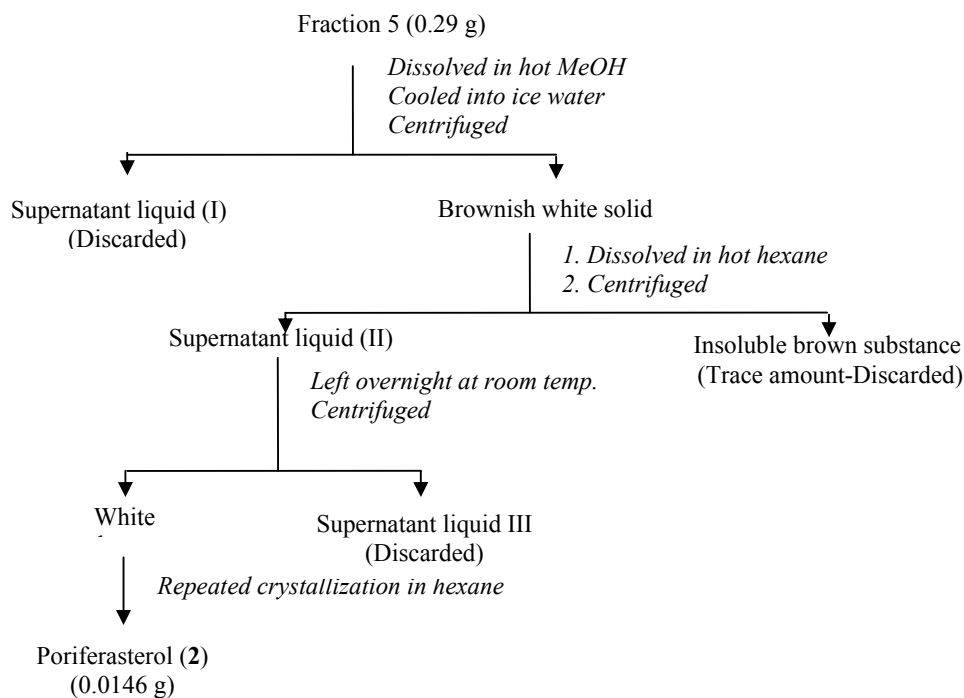 Fraction 5 (0.29 g)
Dissolved in hot MeOH
Cooled into ice water
Centrifuged
Supernatant liquid (I)
(Discarded)
Brownish white solid
1. Dissolved in hot hexane
2. Centrifuged
Supernatant liquid (II)
Insoluble brown substance
(Trace amount-Discarded)
Left overnight at room temp.
Centrifuged
White
Supernatant liquid III
(Discarded)
Repeated crystallization in hexane
Poriferasterol (2)
(0.0146 g)